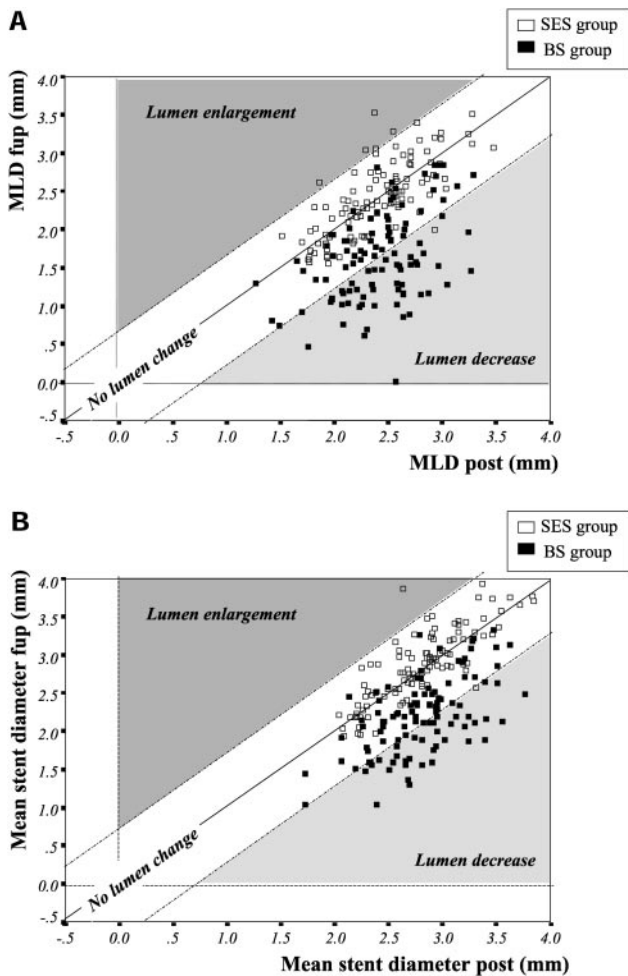 A
SES group
BS group
MLD fup (mm)
4.0
3.5
3.0
2.5
2.0
1.5
1.0
.5
0.0
-.5
Lumen enlargement
No lumen change
Lumen decrease
-.5 0.0 .5 1.0 1.5 2.0 2.5 3.0 3.5 4.0
MLD post (mm)
B
SES group
BS group
Mean stent diameter fup (mm)
4.0
3.5
3.0
2.5
2.0
1.5
1.0
.5
0.0
-.5
Lumen enlargement
No lumen change
Lumen decrease
-.5 0.0 .5 1.0 1.5 2.0 2.5 3.0 3.5 4.0
Mean stent diameter post (mm)